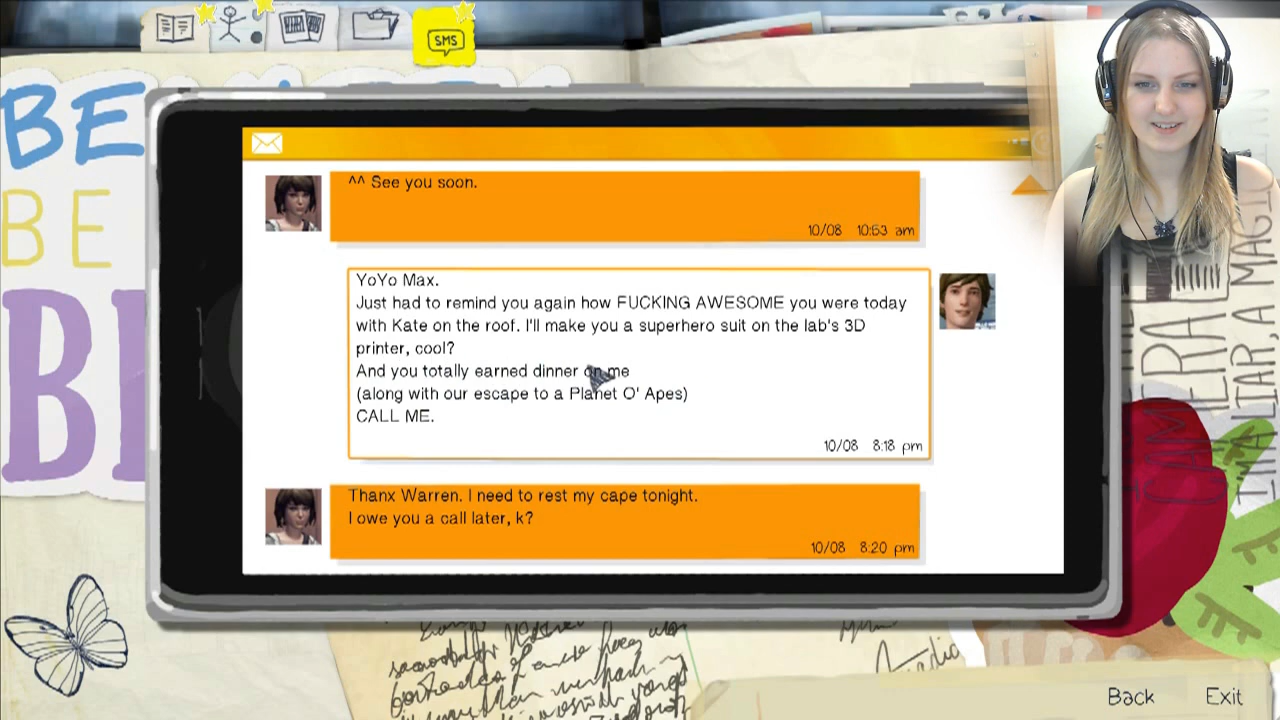 SMS
BE
BE
^^ See you soon.
10/08 10:53 am
YoYo Max.
Just had to remind you again how FUCKING AWESOME you were today
with Kate on the roof. I'll make you a superhero suit on the lab's 3D
printer, cool?
And you totally earned dinner on me
(along with our escape to a Planet O' Apes)
CALL ME.
10/08 8:18 pm
Thanx Warren. I need to rest my cape tonight.
I owe you a call later, k?
10/08 8:20 pm
Back Exit